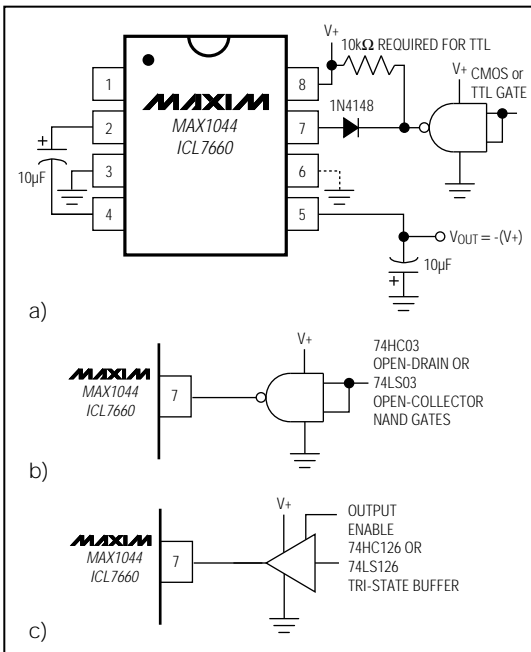 V+
10kΩ REQUIRED FOR TTL
V+
CMOS or
TTL GATE
1N4148
1
2
3
4
8
7
6
5
MAXIM
MAX1044
ICL7660
+
10µF
VOUT = -(V+)
10µF
+
a)
MAXIM
MAX1044
ICL7660
7
V+
74HC03
OPEN-DRAIN OR
74LS03
OPEN-COLLECTOR
NAND GATES
b)
MAXIM
MAX1044
ICL7660
7
V+
OUTPUT
ENABLE
74HC126 OR
74LS126
TRI-STATE BUFFER
c)